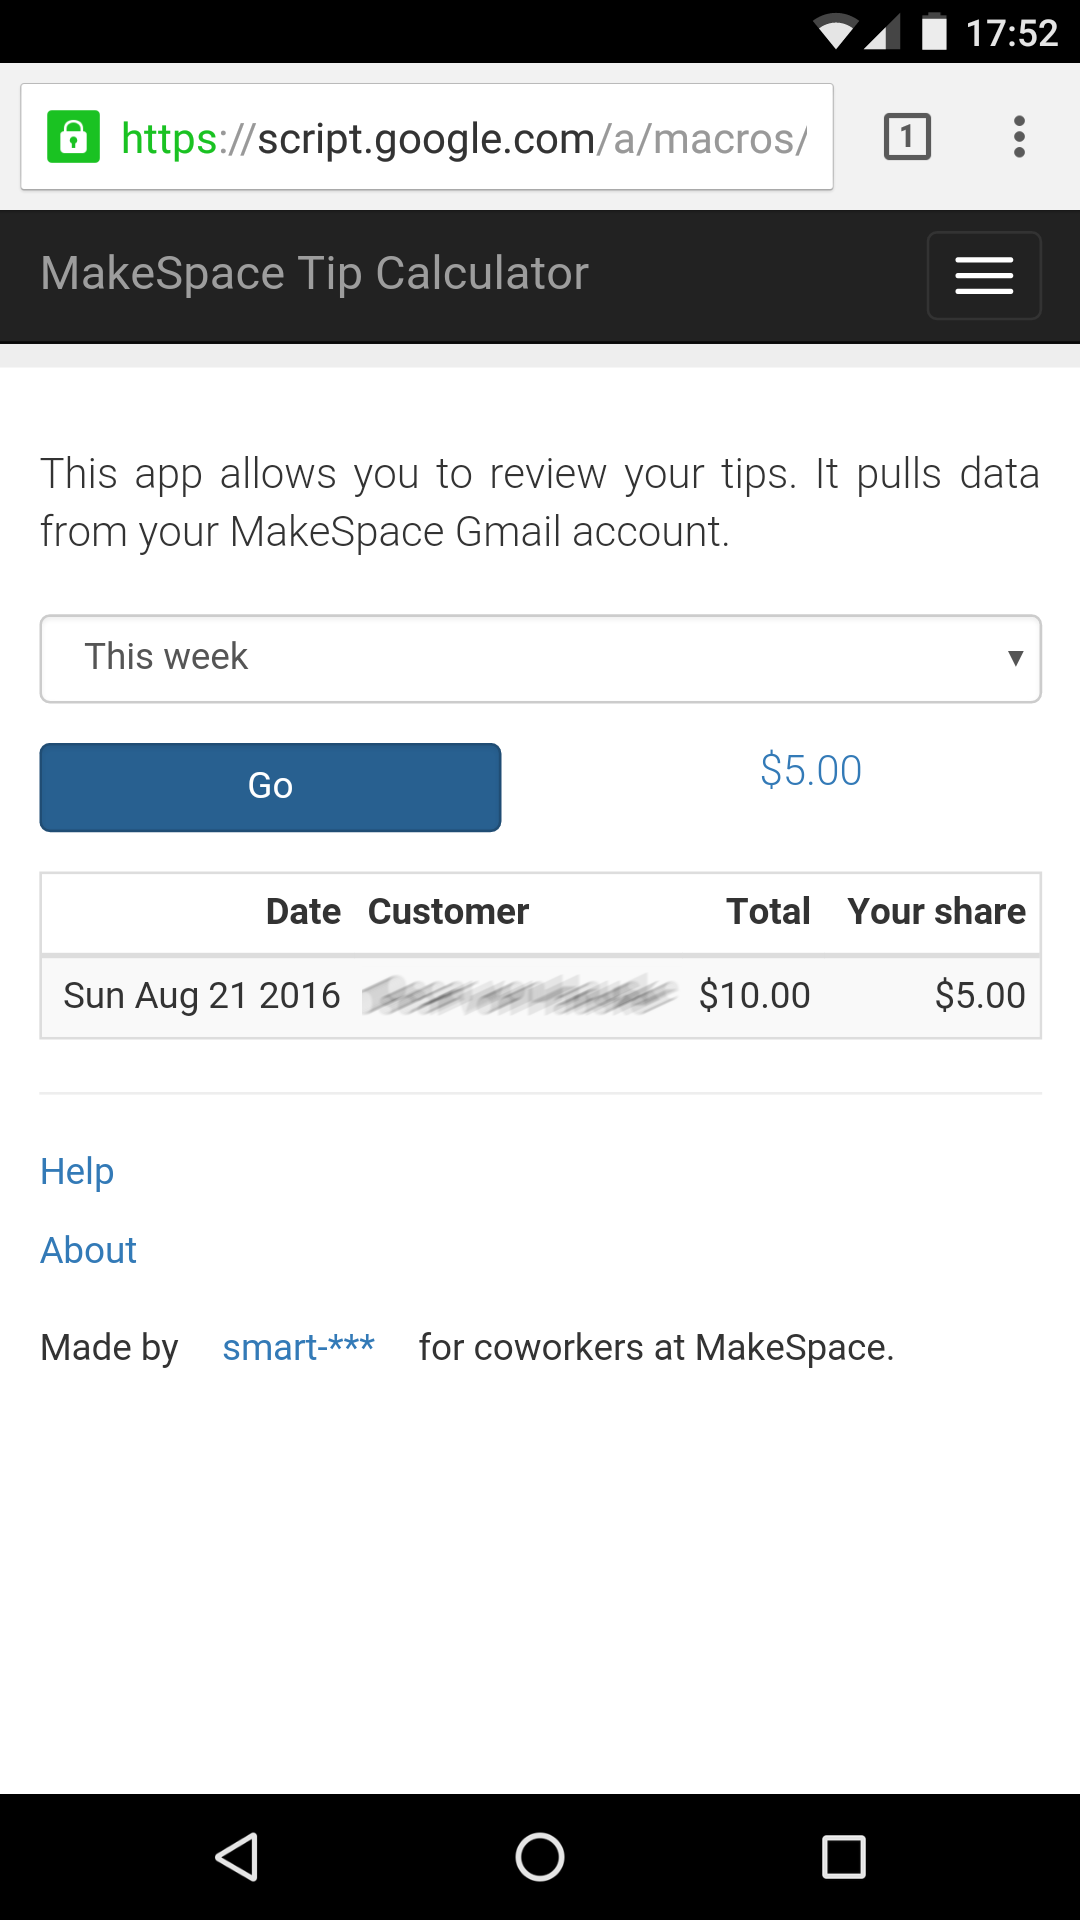 17:52
https://script.google.com/a/macros/
1
MakeSpace Tip Calculator
This app allows you to review your tips. It pulls data
from your MakeSpace Gmail account.
This week
Go
$5.00
Date Customer Total Your share
Sun Aug 21 2016 $10.00 $5.00
Help
About
Made by smart-*** for coworkers at MakeSpace.